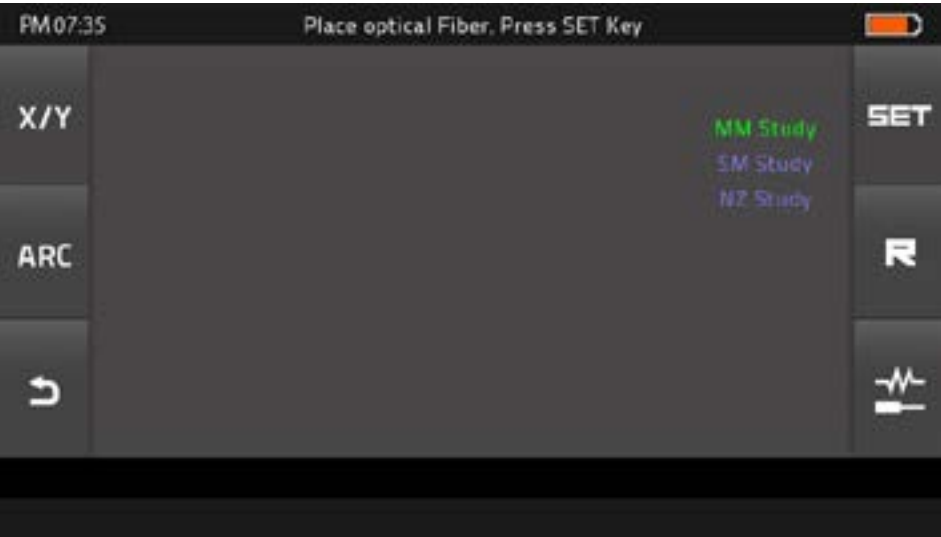 PM 07:35
Place optical Fiber. Press SET Key
X/Y
ARC
MM Study
SM Study
NZ Study
SET
R